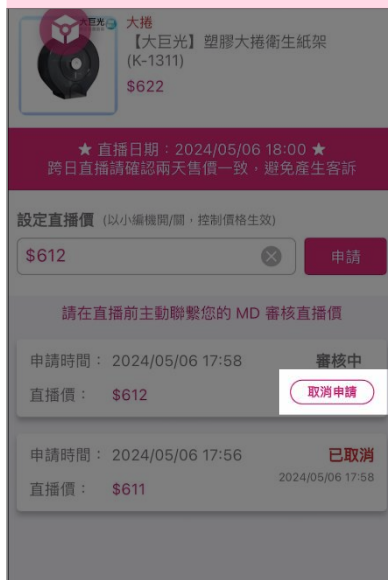 大巨光
大捲
【大巨光】塑膠大捲衛生紙架
(K-1311)
$622
★ 直播日期：2024/05/06 18:00 ★
跨日直播請確認兩天售價一致，避免產生客訴
設定直播價 (以小編機開/關，控制價格生效)
$612
申請
請在直播前主動聯繫您的 MD 審核直播價
申請時間： 2024/05/06 17:58 審核中
直播價： $612 取消申請
申請時間： 2024/05/06 17:56 已取消
2024/05/06 17:58
直播價： $611